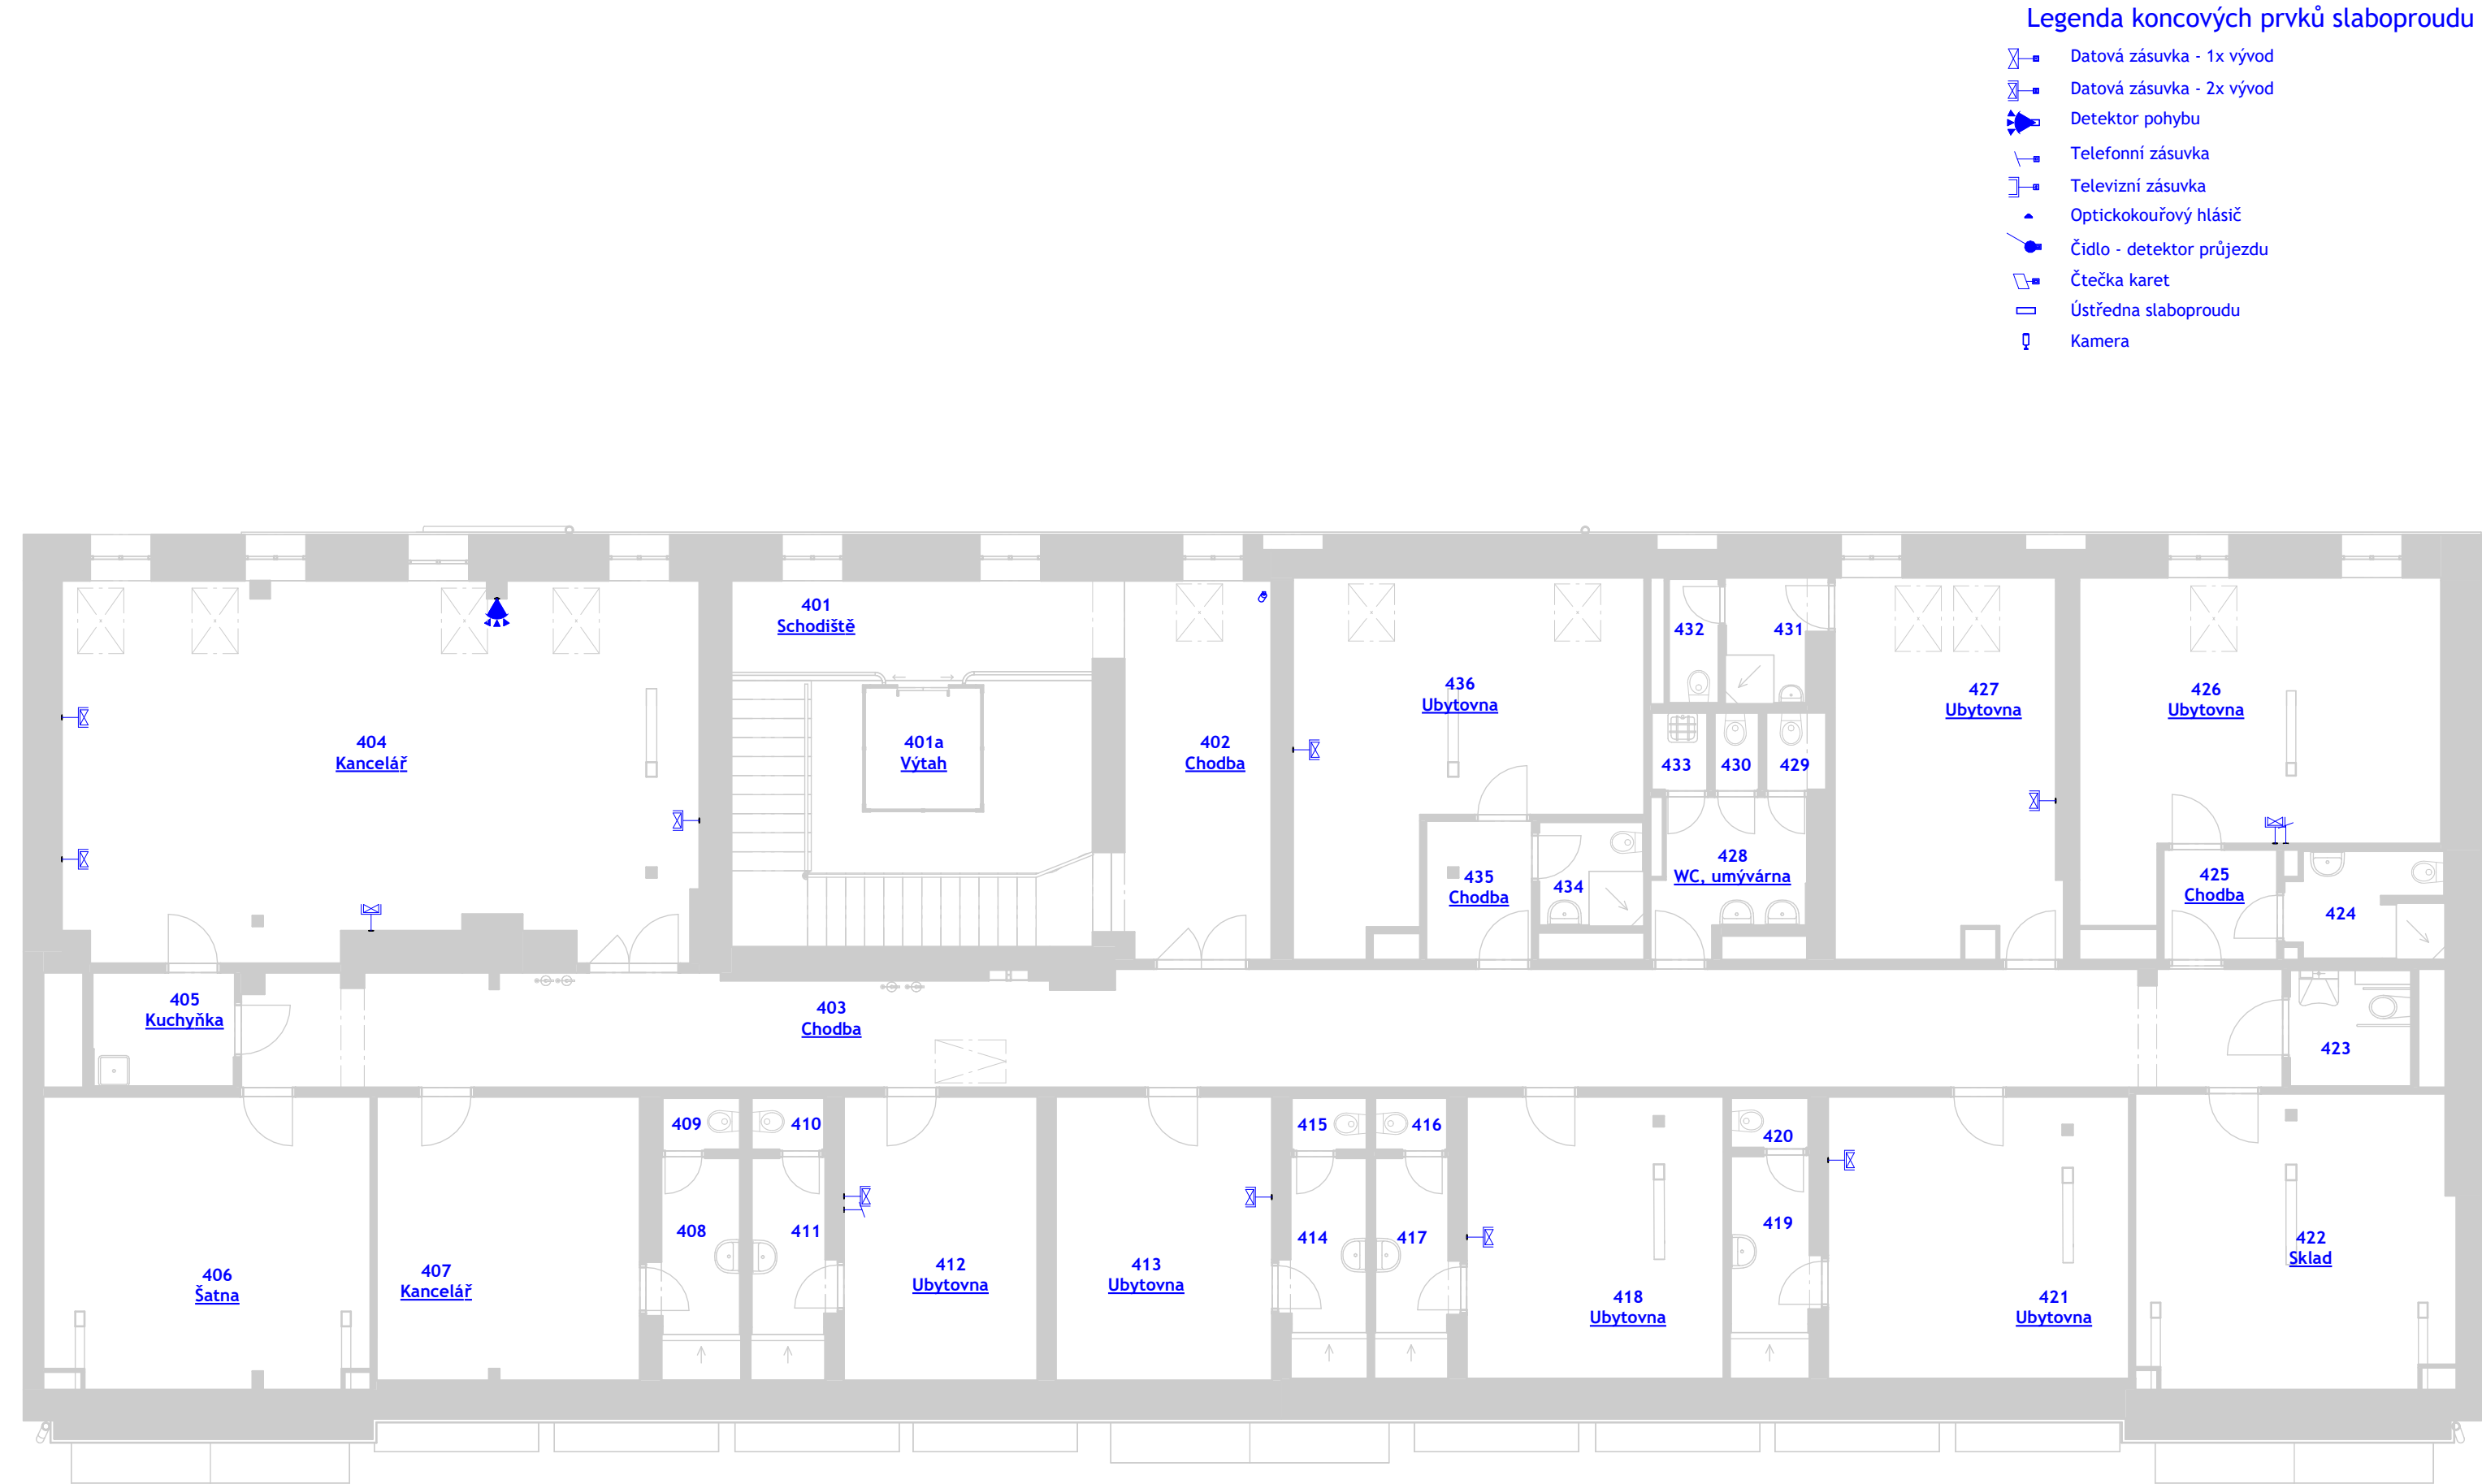 Legenda koncových prvků slaboproudu
Datová zásuvka - 1x vývod
Datová zásuvka - 2x vývod
Detektor pohybu
Telefonní zásuvka
Televizní zásuvka
Optickokouřový hlásič
Čidlo - detektor průjezdu
Čtečka karet
Ústředna slaboproudu
Kamera
401
Schodiště
432
431
436
Ubytovna
427
Ubytovna
426
Ubytovna
404
Kancelář
401a
Výtah
402
Chodba
433
430
429
428
WC, umývárna
435
Chodba
434
425
Chodba
424
405
Kuchyňka
403
Chodba
423
409
410
415
416
420
408
411
414
417
419
406
Šatna
407
Kancelář
412
Ubytovna
413
Ubytovna
418
Ubytovna
421
Ubytovna
422
Sklad